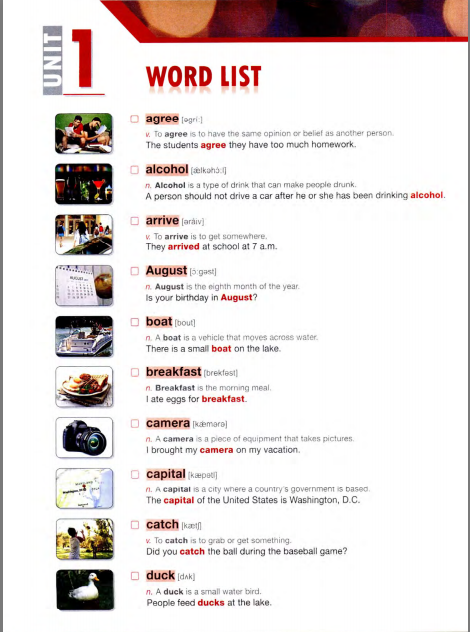 UNIT 1
WORD LIST
agree [əgríː]
v. To agree is to have the same opinion or belief as another person.
The students agree they have too much homework.
alcohol [ǽlkəhɔ̀ːl]
n. Alcohol is a type of drink that can make people drunk.
A person should not drive a car after he or she has been drinking alcohol.
arrive [əráiv]
v. To arrive is to get somewhere.
They arrived at school at 7 a.m.
August [ɔ́ːgəst]
n. August is the eighth month of the year.
Is your birthday in August?
boat [bout]
n. A boat is a vehicle that moves across water.
There is a small boat on the lake.
breakfast [brekfəst]
n. Breakfast is the morning meal.
I ate eggs for breakfast.
camera [kæmərə]
n. A camera is a piece of equipment that takes pictures.
I brought my camera on my vacation.
capital [kæpətl]
n. A capital is a city where a country's government is based.
The capital of the United States is Washington, D.C.
catch [kætʃ]
v. To catch is to grab or get something.
Did you catch the ball during the baseball game?
duck [dʌk]
n. A duck is a small water bird.
People feed ducks at the lake.
AUGUST